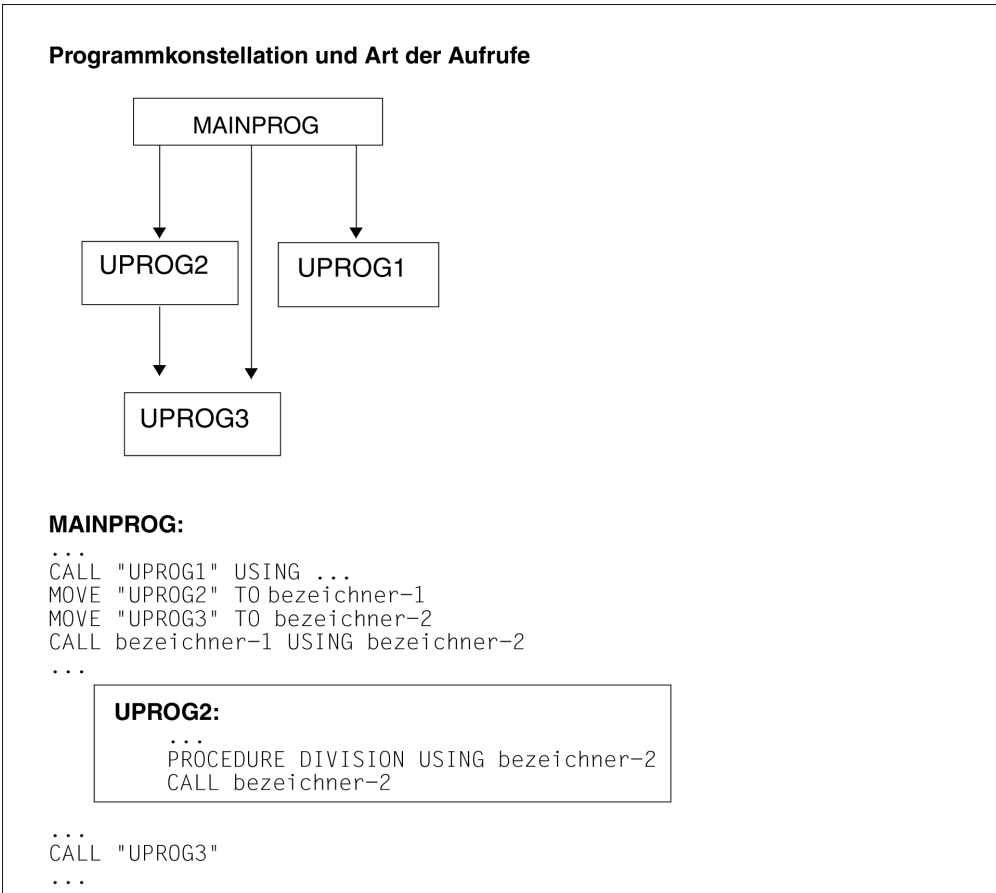 Programmkonstellation und Art der Aufrufe
MAINPROG
UPROG2
UPROG1
UPROG3
MAINPROG:
...
CALL "UPROG1" USING ...
MOVE "UPROG2" TO bezeichner-1
MOVE "UPROG3" TO bezeichner-2
CALL bezeichner-1 USING bezeichner-2
...
UPROG2:
...
PROCEDURE DIVISION USING bezeichner-2
CALL bezeichner-2
...
CALL "UPROG3"
...